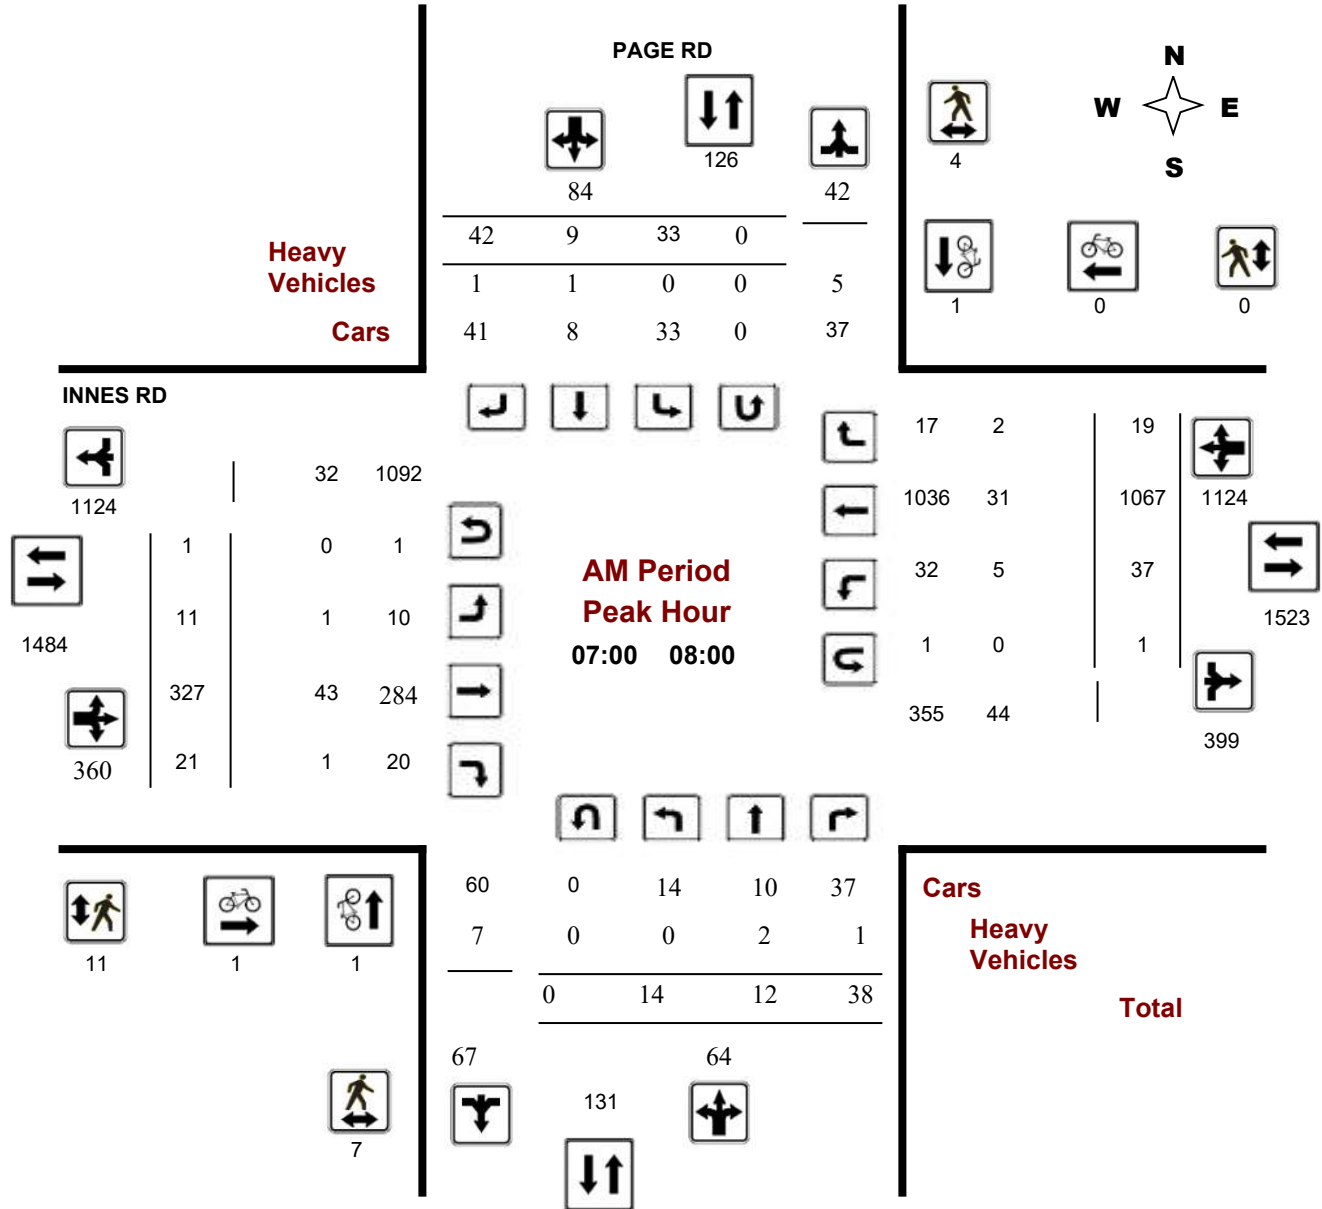 PAGE RD
N
W E
S
126
4
84
42
42 9 33 0
Heavy
Vehicles
1 1 0 0 5
1 0 0
Cars
41 8 33 0 37
INNES RD
17 2 19
32 1092
1036 31 1067 1124
1124
1 0 1
AM Period
32 5 37
Peak Hour
11 1 10
1523
1484
07:00 08:00
1 0 1
327 43 284
355 44
399
360
21 1 20
60 0 14 10 37
Cars
7 0 0 2 1
Heavy
Vehicles
11 1 1
0 14 12 38
Total
67 64
131
7